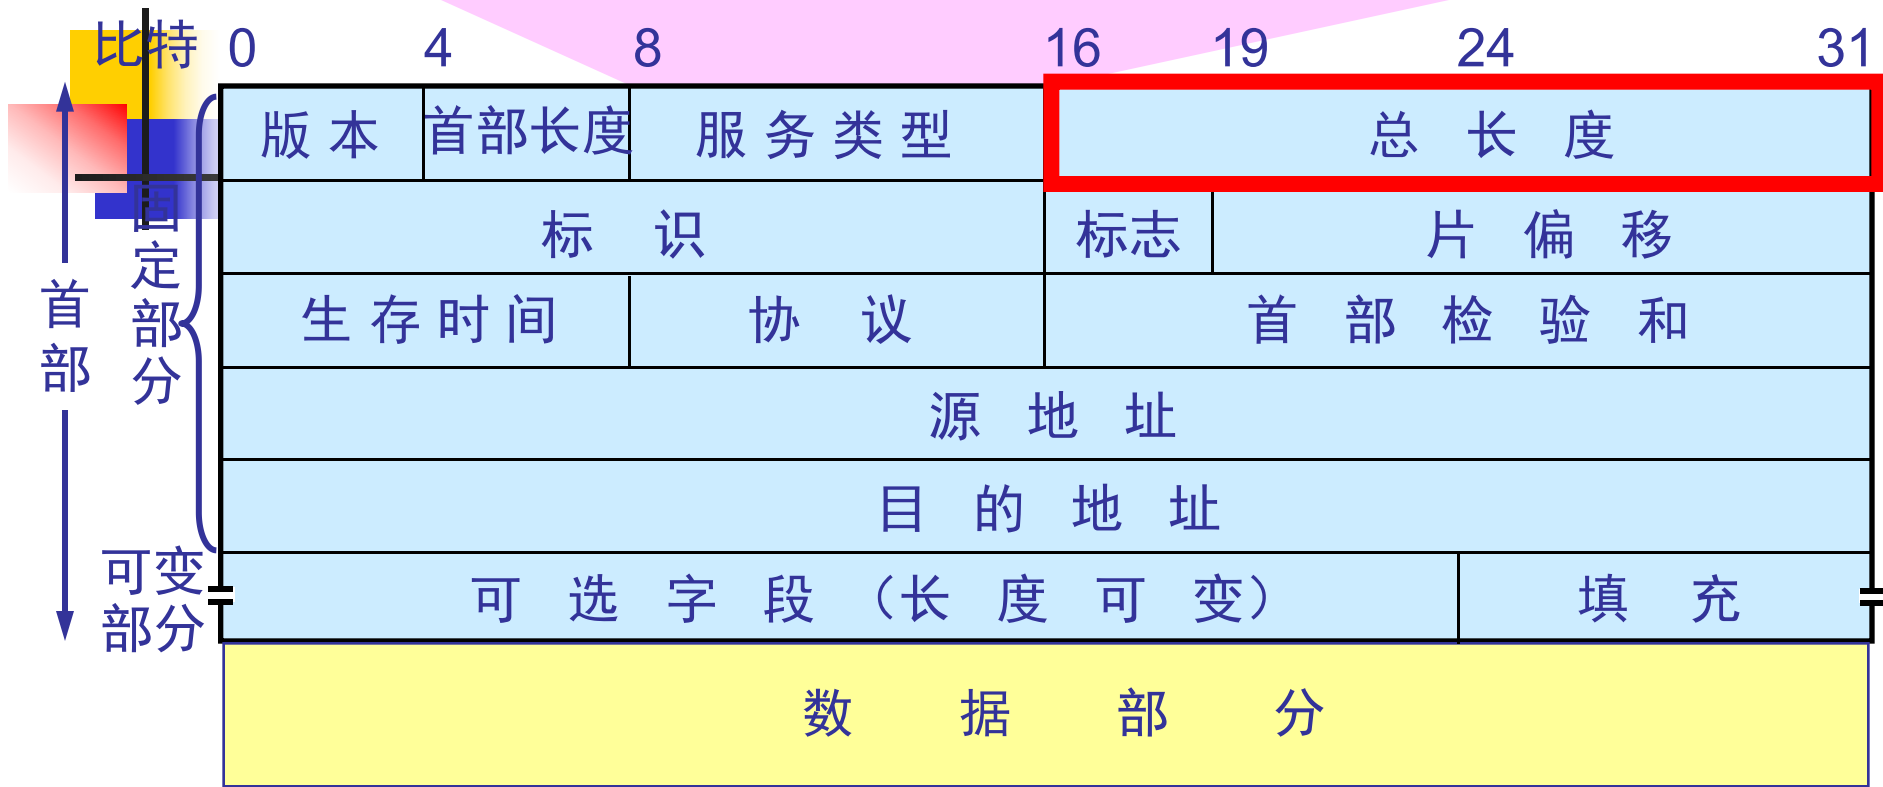 比特 0 4 8 16 19 24 31
版 本 首部长度 服 务 类 型 总 长 度
标 识 标志 片 偏 移
生 存 时 间 协 议 首 部 检 验 和
源 地 址
目 的 地 址
可 选 字 段 （长 度 可 变） 填 充
数 据 部 分
首部
固定部分
可变
部分